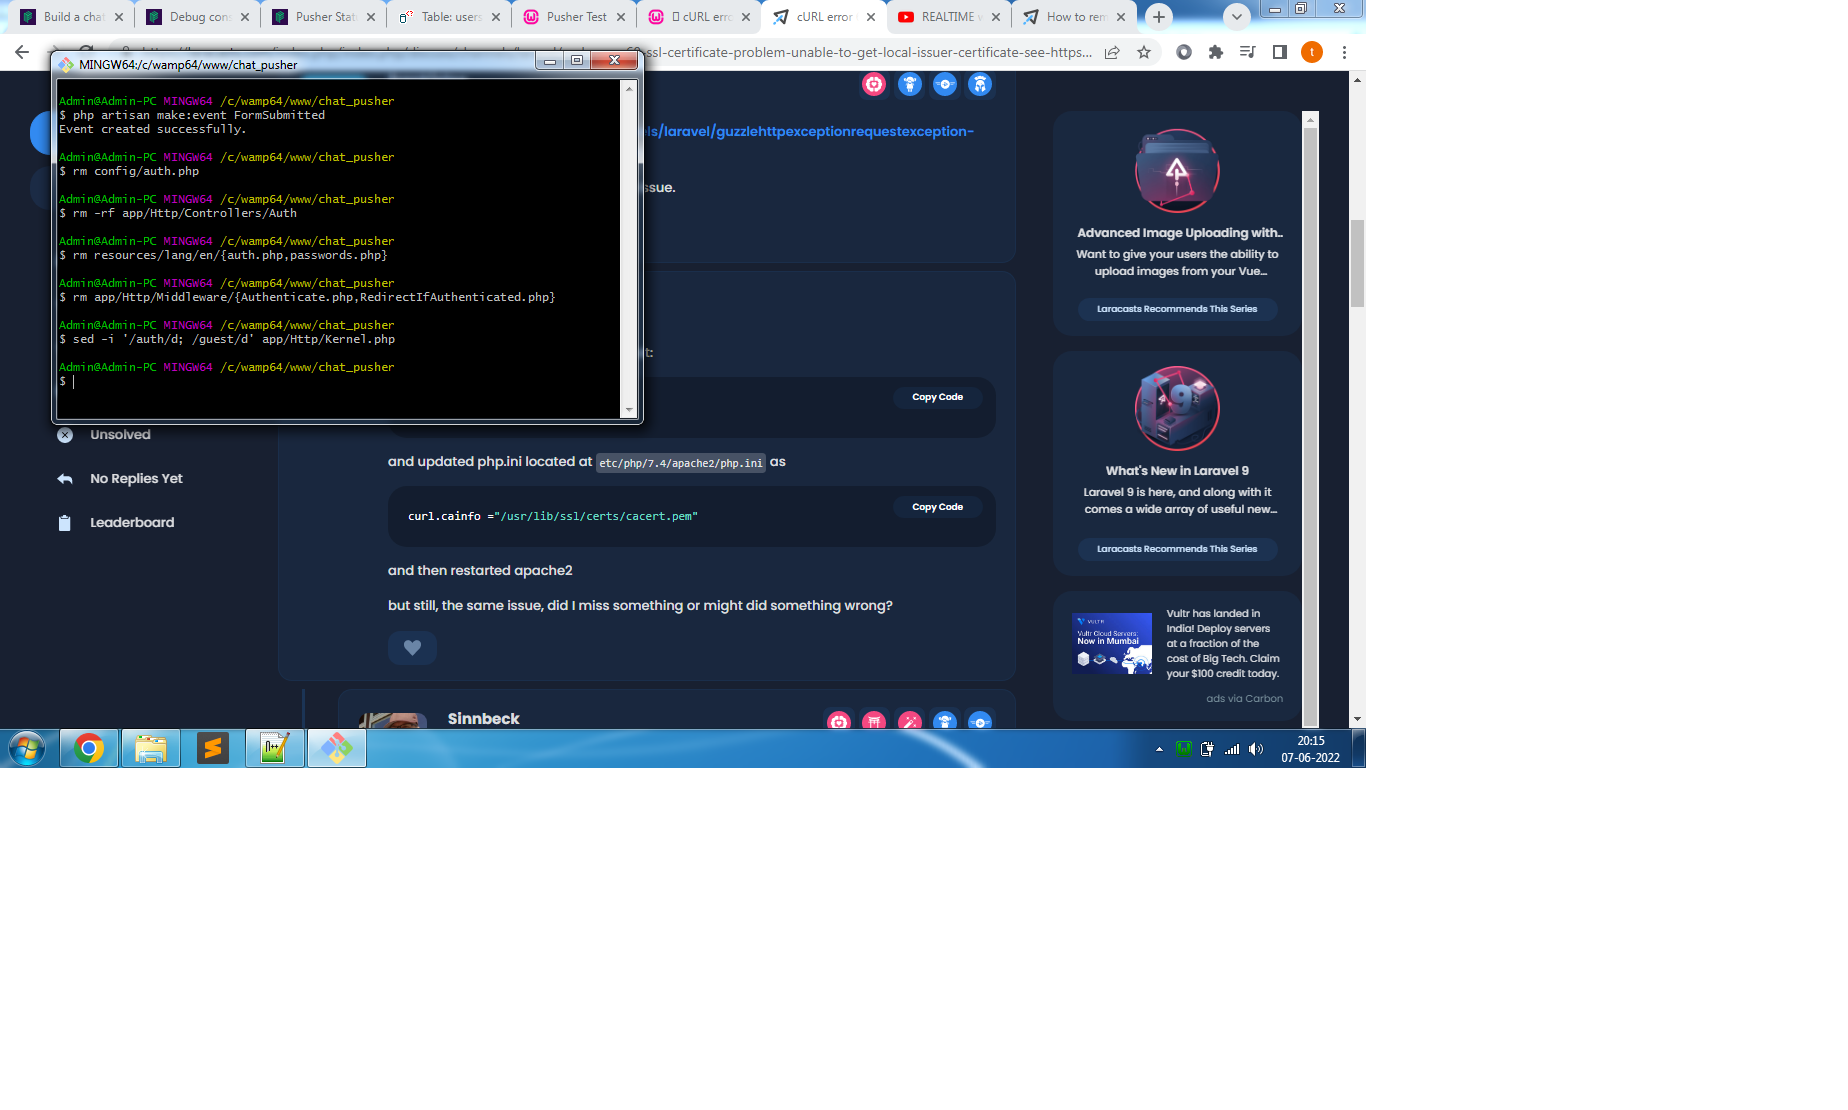 Build a chat
Debug cons
Pusher Stat
Table: users
Pusher Test
cURL erro
cURL error
REALTIME w
How to rem
60-ssl-certificate-problem-unable-to-get-local-issuer-certificate-see-https...
t
MINGW64:/c/wamp64/www/chat_pusher
Admin@Admin-PC MINGW64 /c/wamp64/www/chat_pusher
$ php artisan make:event FormSubmitted
Event created successfully.
Admin@Admin-PC MINGW64 /c/wamp64/www/chat_pusher
$ rm config/auth.php
Admin@Admin-PC MINGW64 /c/wamp64/www/chat_pusher
$ rm -rf app/Http/Controllers/Auth
Admin@Admin-PC MINGW64 /c/wamp64/www/chat_pusher
$ rm resources/lang/en/{auth.php,passwords.php}
Admin@Admin-PC MINGW64 /c/wamp64/www/chat_pusher
$ rm app/Http/Middleware/{Authenticate.php,RedirectIfAuthenticated.php}
Admin@Admin-PC MINGW64 /c/wamp64/www/chat_pusher
$ sed -i '/auth/d; /guest/d' app/Http/Kernel.php
Admin@Admin-PC MINGW64 /c/wamp64/www/chat_pusher
$
ls/laravel/guzzlehttpexceptionrequestexception-
ssue.
t:
Copy Code
Unsolved
No Replies Yet
Leaderboard
and updated php.ini located at etc/php/7.4/apache2/php.ini as
Copy Code
curl.cainfo ="/usr/lib/ssl/certs/cacert.pem"
and then restarted apache2
but still, the same issue, did I miss something or might did something wrong?
Sinnbeck
Advanced Image Uploading with..
Want to give your users the ability to
upload images from your Vue...
Laracasts Recommends This Series
What's New in Laravel 9
Laravel 9 is here, and along with it
comes a wide array of useful new...
Laracasts Recommends This Series
VULTR
Vultr Cloud Servers:
Now in Mumbai
Vultr has landed in
India! Deploy servers
at a fraction of the
cost of Big Tech. Claim
your $100 credit today.
ads via Carbon
20:15
07-06-2022